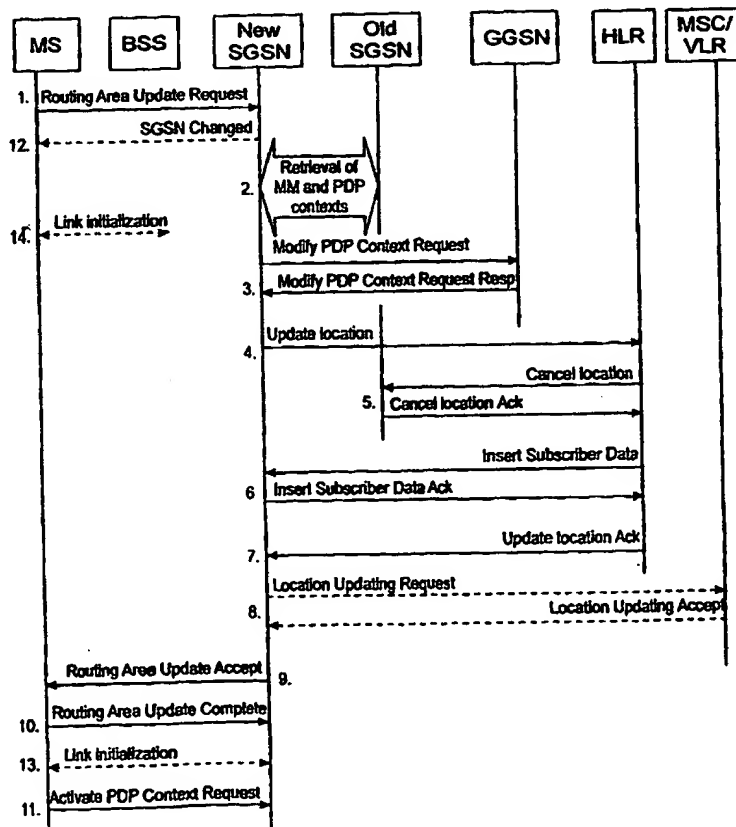 MS
BSS
New
SGSN
Old
SGSN
GGSN
HLR
MSC/
VLR
1. Routing Area Update Request
12. SGSN Changed
2. Retrieval of
MM and PDP
contexts
14. Link initialization
Modify PDP Context Request
3. Modify PDP Context Request Resp
4. Update location
Cancel location
5. Cancel location Ack
Insert Subscriber Data
6 Insert Subscriber Data Ack
7. Update location Ack
Location Updating Request
8. Location Updating Accept
Routing Area Update Accept 9.
10. Routing Area Update Complete
13. Link Initialization
11. Activate PDP Context Request